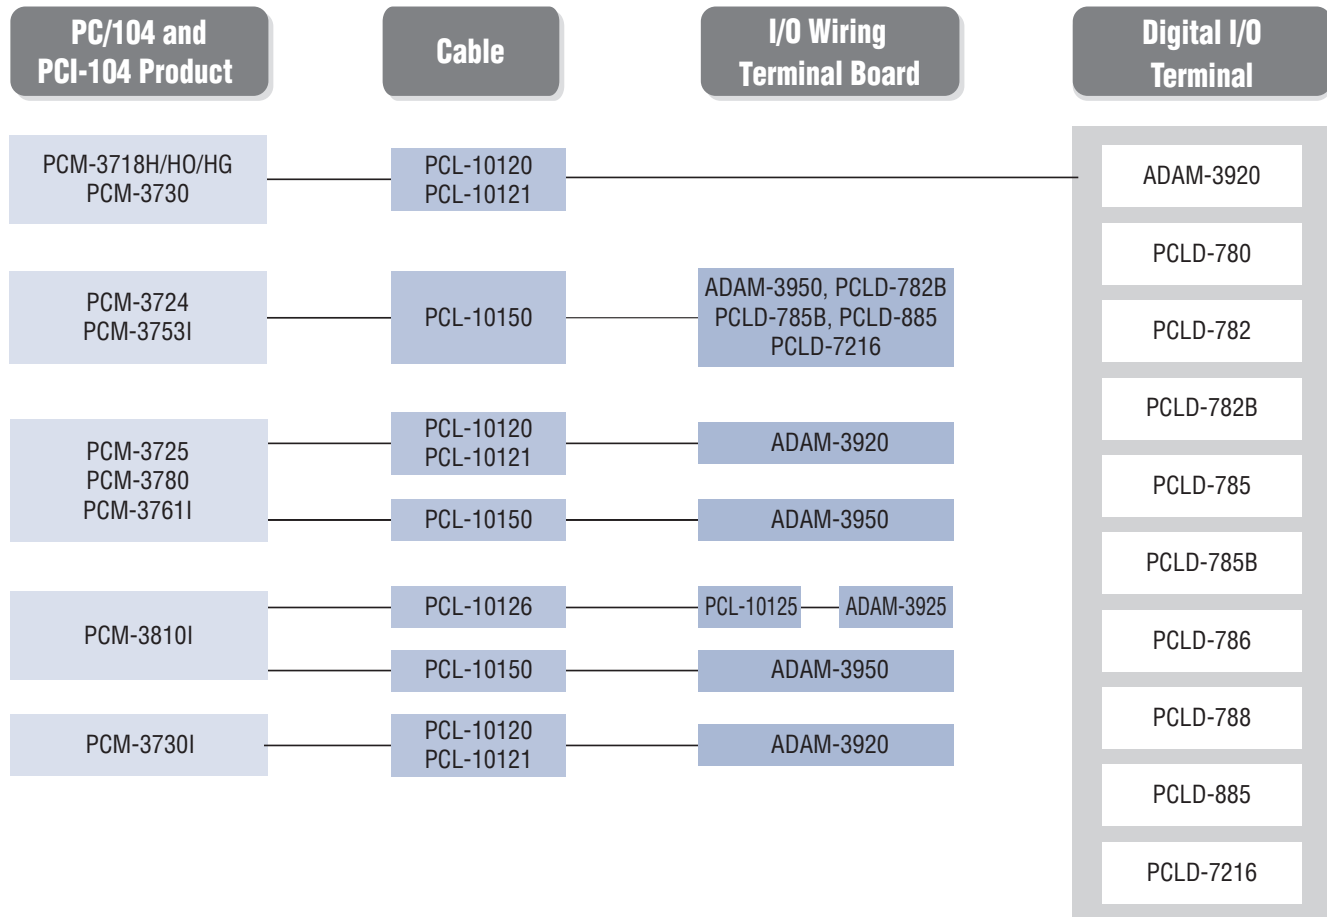 PC/104 and
PCI-104 Product
Cable
I/O Wiring
Terminal Board
Digital I/O
Terminal
PCM-3718H/HO/HG
PCM-3730
PCL-10120
PCL-10121
ADAM-3920
PCLD-780
PCM-3724
PCM-3753I
PCL-10150
ADAM-3950, PCLD-782B
PCLD-785B, PCLD-885
PCLD-7216
PCLD-782
PCLD-782B
PCM-3725
PCM-3780
PCM-3761I
PCL-10120
PCL-10121
ADAM-3920
PCLD-785
PCL-10150
ADAM-3950
PCLD-785B
PCM-3810I
PCL-10126
PCL-10125
ADAM-3925
PCLD-786
PCL-10150
ADAM-3950
PCLD-788
PCM-3730I
PCL-10120
PCL-10121
ADAM-3920
PCLD-885
PCLD-7216